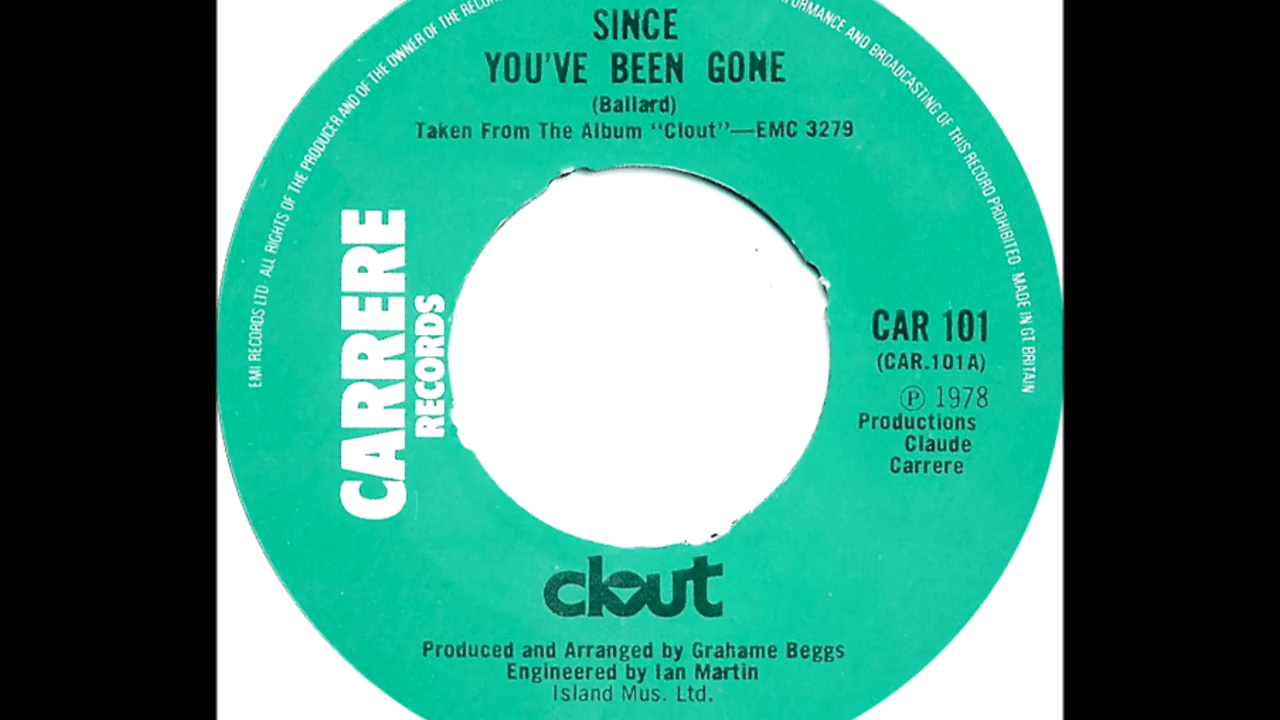 SINCE
YOU'VE BEEN GONE
(Ballard)
Taken From The Album "Clout"—EMC 3279
EMI RECORDS LTD · ALL RIGHTS OF THE PRODUCER AND OF THE OWNER OF THE
AND BROADCASTING OF THIS RECORD PROHIBITED · MADE IN GT. BRITAIN
CARRERE
RECORDS
CAR 101
(CAR.101A)
Ⓟ 1978
Productions
Claude
Carrere
clout
Produced and Arranged by Grahame Beggs
Engineered by Ian Martin
Island Mus. Ltd.